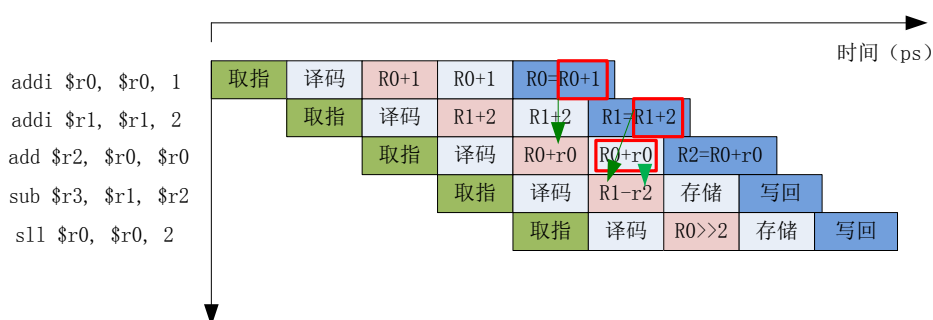 时间（ps）
addi $r0, $r0, 1 取指 译码 R0+1 R0+1 R0=R0+1
addi $r1, $r1, 2 取指 译码 R1+2 R1+2 R1=R1+2
add $r2, $r0, $r0 取指 译码 R0+r0 R0+r0 R2=R0+r0
sub $r3, $r1, $r2 取指 译码 R1-r2 存储 写回
sll $r0, $r0, 2 取指 译码 R0>>2 存储 写回